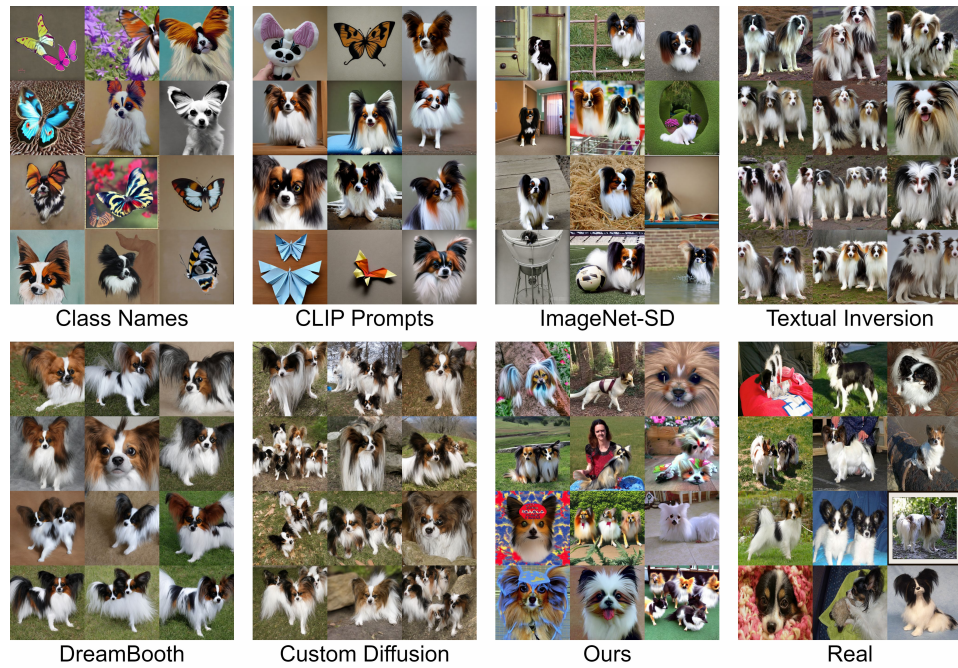 Class Names
CLIP Prompts
ImageNet-SD
Textual Inversion
DreamBooth
Custom Diffusion
Ours
Real